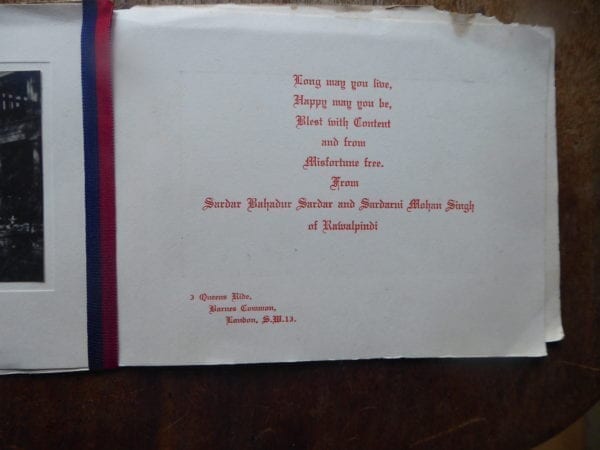 Long may you live,
Happy may you be,
Blest with Content
and from
Misfortune free.
From
Sardar Bahadur Sardar and Sardarni Mohan Singh
of Rawalpindi
3 Queens Ride,
Barnes Common,
London, S.W.13.